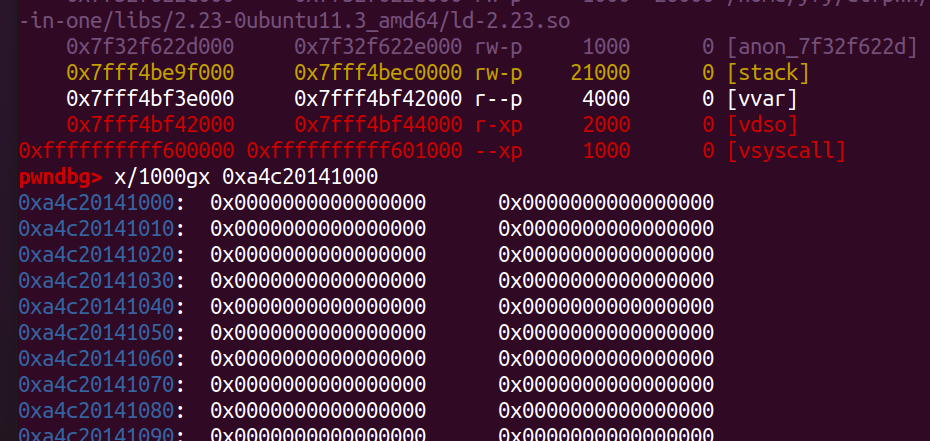 -in-one/libs/2.23-0ubuntu11.3_amd64/ld-2.23.so
0x7f32f622d000 0x7f32f622e000 rw-p 1000 0 [anon_7f32f622d]
0x7fff4be9f000 0x7fff4bec0000 rw-p 21000 0 [stack]
0x7fff4bf3e000 0x7fff4bf42000 r--p 4000 0 [vvar]
0x7fff4bf42000 0x7fff4bf44000 r-xp 2000 0 [vdso]
0xffffffffff600000 0xffffffffff601000 --xp 1000 0 [vsyscall]
pwndbg> x/1000gx 0xa4c20141000
0xa4c20141000: 0x0000000000000000 0x0000000000000000
0xa4c20141010: 0x0000000000000000 0x0000000000000000
0xa4c20141020: 0x0000000000000000 0x0000000000000000
0xa4c20141030: 0x0000000000000000 0x0000000000000000
0xa4c20141040: 0x0000000000000000 0x0000000000000000
0xa4c20141050: 0x0000000000000000 0x0000000000000000
0xa4c20141060: 0x0000000000000000 0x0000000000000000
0xa4c20141070: 0x0000000000000000 0x0000000000000000
0xa4c20141080: 0x0000000000000000 0x0000000000000000
0xa4c20141090: 0x0000000000000000 0x0000000000000000